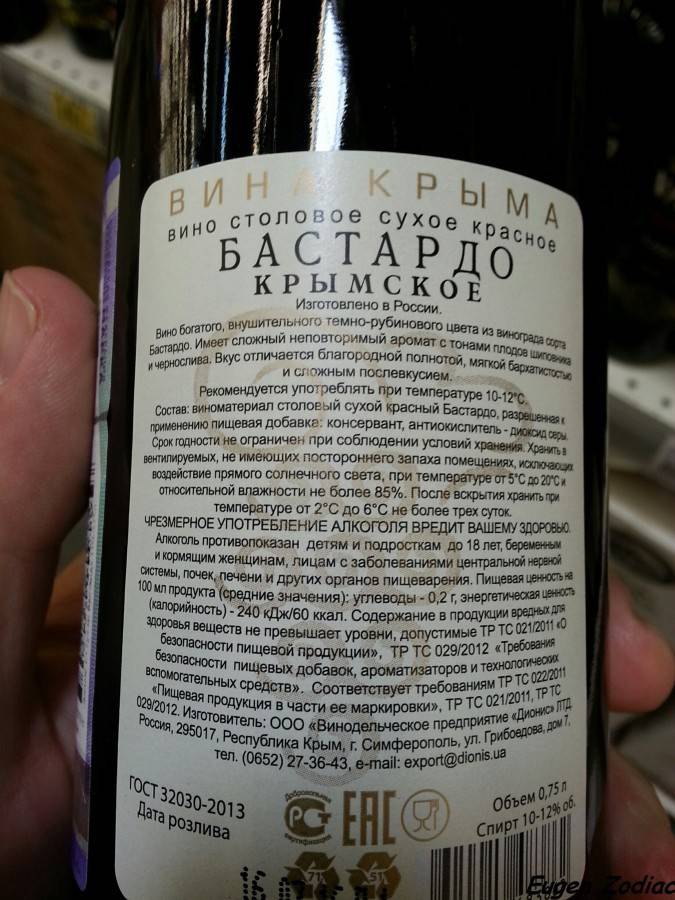 ВИНА КРЫМА
вино столовое сухое красное
БАСТАРДО
КРЫМСКОЕ
Изготовлено в России.
Вино богатого, внушительного темно-рубинового цвета из винограда сорта
Бастардо. Имеет сложный неповторимый аромат с тонами плодов шиповника
и чернослива. Вкус отличается благородной полнотой, мягкой бархатистостью
и сложным послевкусием.
Рекомендуется употреблять при температуре 10-12°С.
Состав: виноматериал столовый сухой красный Бастардо, разрешенная к
применению пищевая добавка: консервант, антиокислитель - диоксид серы.
Срок годности не ограничен при соблюдении условий хранения. Хранить в
вентилируемых, не имеющих постороннего запаха помещениях, исключающих
воздействие прямого солнечного света, при температуре от 5°С до 20°С и
относительной влажности не более 85%. После вскрытия хранить при
температуре от 2°С до 6°С не более трех суток.
ЧРЕЗМЕРНОЕ УПОТРЕБЛЕНИЕ АЛКОГОЛЯ ВРЕДИТ ВАШЕМУ ЗДОРОВЬЮ.
Алкоголь противопоказан детям и подросткам до 18 лет, беременным
и кормящим женщинам, лицам с заболеваниями центральной нервной
системы, почек, печени и других органов пищеварения. Пищевая ценность на
100 мл продукта (средние значения): углеводы - 0,2 г, энергетическая ценность
(калорийность) - 240 кДж/60 ккал. Содержание в продукции вредных для
здоровья веществ не превышает уровни, допустимые ТР ТС 021/2011 «О
безопасности пищевой продукции», ТР ТС 029/2012 «Требования
безопасности пищевых добавок, ароматизаторов и технологических
вспомогательных средств». Соответствует требованиям ТР ТС 022/2011
«Пищевая продукция в части ее маркировки», ТР ТС 021/2011, ТР ТС
029/2012. Изготовитель: ООО «Винодельческое предприятие «Дионис» ЛТД,
Россия, 295017, Республика Крым, г. Симферополь, ул. Грибоедова, дом 7,
тел. (0652) 27-36-43, e-mail: export@dionis.ua
ГОСТ 32030-2013
Дата розлива
Добровольная
сертификация
ЕАС
Объем 0,75 л
Спирт 10-12% об.
71
51
Eugen Zodiac